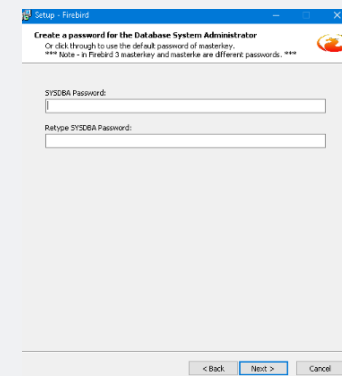 Setup - Firebird
Create a password for the Database System Administrator
Or click through to use the default password of masterkey.
*** Note - in Firebird 3 masterkey and masterke are different passwords. ***
SYSDBA Password:
Retype SYSDBA Password:
< Back
Next >
Cancel